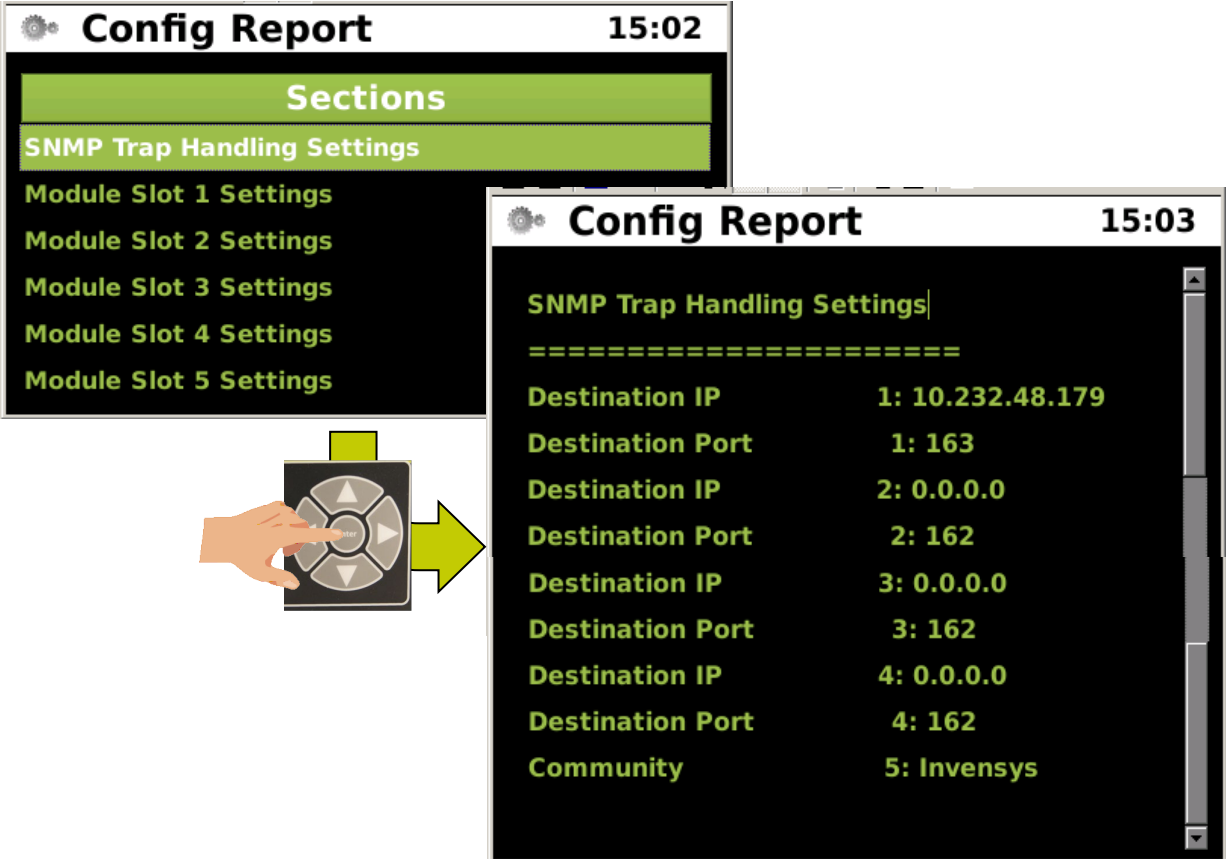 Config Report 15:02
Sections
SNMP Trap Handling Settings
Module Slot 1 Settings
Module Slot 2 Settings
Module Slot 3 Settings
Module Slot 4 Settings
Module Slot 5 Settings
Config Report 15:03
SNMP Trap Handling Settings
======================
Destination IP 1: 10.232.48.179
Destination Port 1: 163
Destination IP 2: 0.0.0.0
Destination Port 2: 162
Destination IP 3: 0.0.0.0
Destination Port 3: 162
Destination IP 4: 0.0.0.0
Destination Port 4: 162
Community 5: Invensys